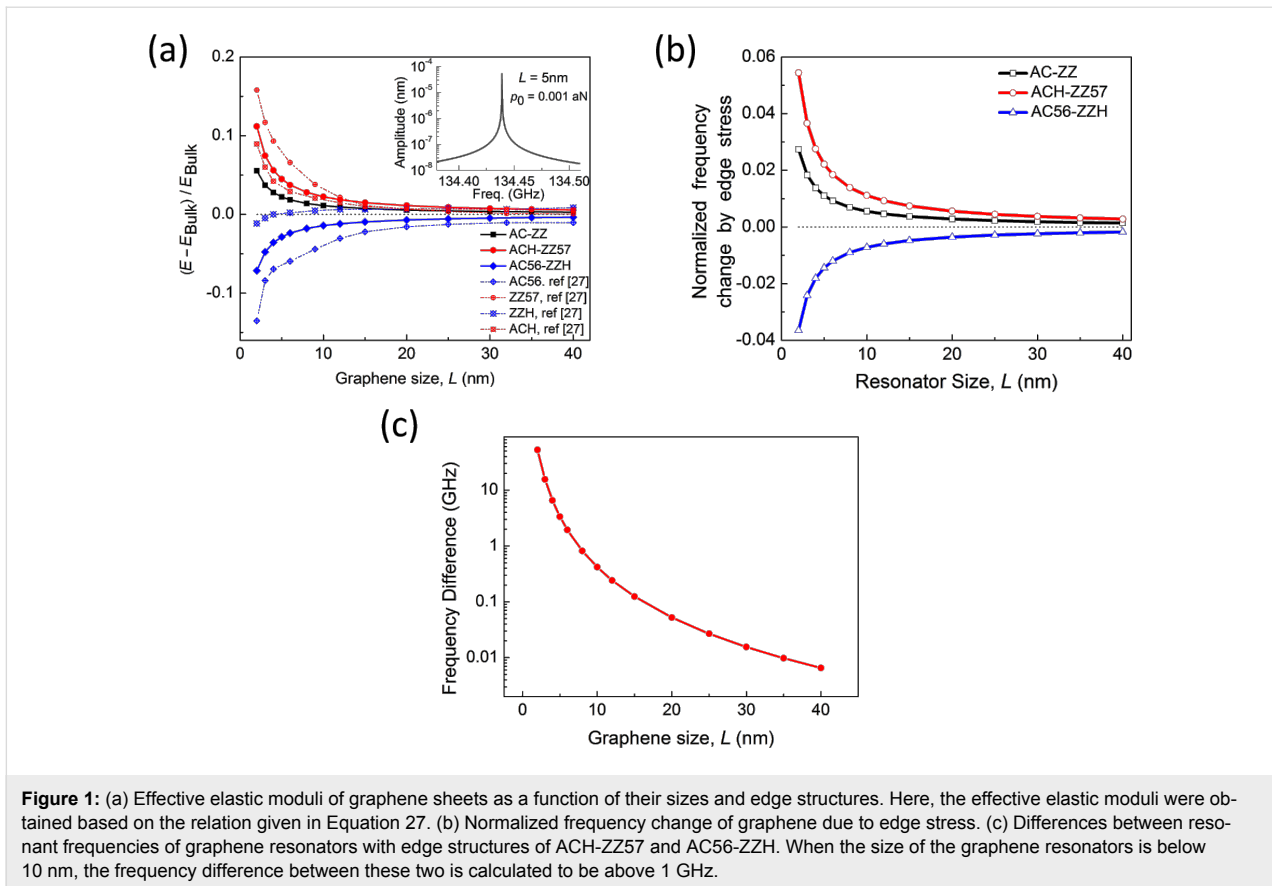 (a)
0.2
0.1
0.0
-0.1
(E − E_Bulk) / E_Bulk
0 10 20 30 40
Graphene size, L (nm)
10⁻⁴
10⁻⁵
10⁻⁶
10⁻⁷
10⁻⁸
Amplitude (nm)
L = 5nm
p₀ = 0.001 aN
134.40 134.45 134.50
Freq. (GHz)
AC-ZZ
ACH-ZZ57
AC56-ZZH
AC56. ref [27]
ZZ57, ref [27]
ZZH, ref [27]
ACH, ref [27]
(b)
0.06
0.04
0.02
0.00
-0.02
-0.04
Normalized frequency
change by edge stress
AC-ZZ
ACH-ZZ57
AC56-ZZH
0 10 20 30 40
Resonator Size, L (nm)
(c)
10
1
0.1
0.01
Frequency Difference (GHz)
0 10 20 30 40
Graphene size, L (nm)
Figure 1: (a) Effective elastic moduli of graphene sheets as a function of their sizes and edge structures. Here, the effective elastic moduli were ob-
tained based on the relation given in Equation 27. (b) Normalized frequency change of graphene due to edge stress. (c) Differences between reso-
nant frequencies of graphene resonators with edge structures of ACH-ZZ57 and AC56-ZZH. When the size of the graphene resonators is below
10 nm, the frequency difference between these two is calculated to be above 1 GHz.